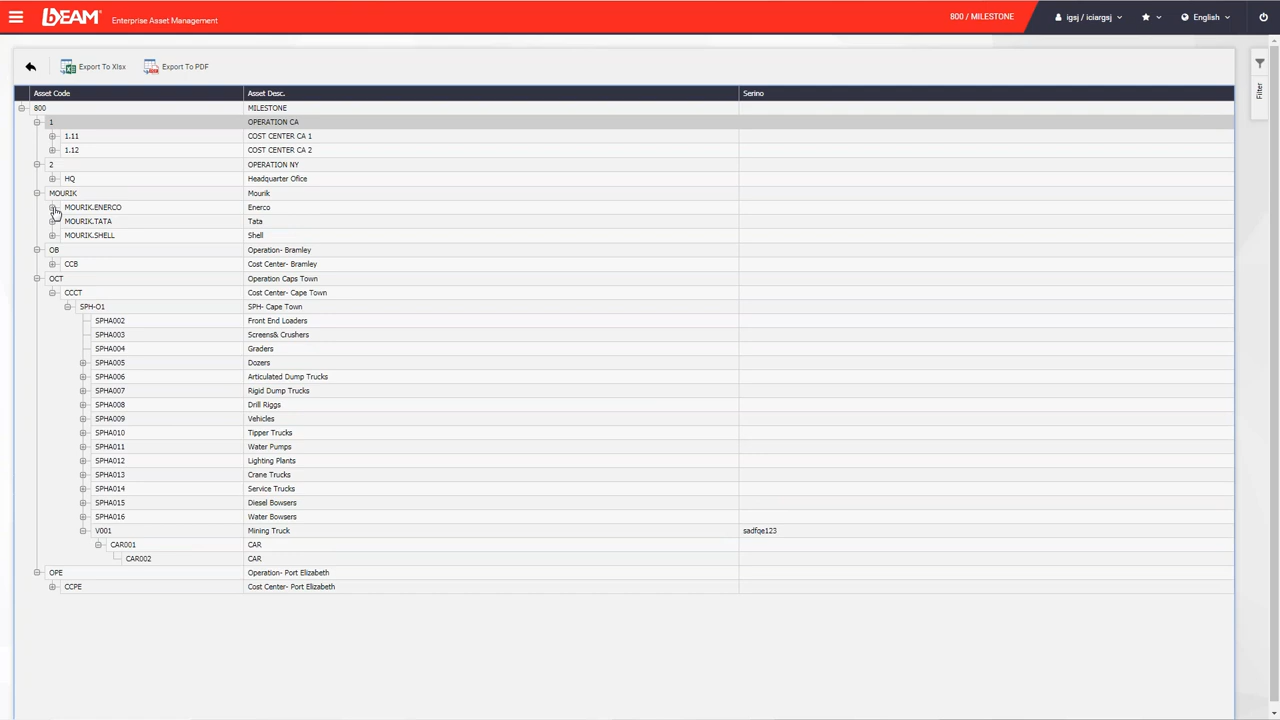 bEAM Enterprise Asset Management 800 / MILESTONE igsj / iciargsj English
Export To Xlsx Export To PDF
Filter
Asset Code Asset Desc. Serino
800 MILESTONE
1 OPERATION CA
1.11 COST CENTER CA 1
1.12 COST CENTER CA 2
2 OPERATION NY
HQ Headquarter Ofice
MOURIK Mourik
MOURIK.ENERCO Enerco
MOURIK.TATA Tata
MOURIK.SHELL Shell
OB Operation- Bramley
CCB Cost Center- Bramley
OCT Operation Caps Town
CCCT Cost Center- Cape Town
SPH-O1 SPH- Cape Town
SPHA002 Front End Loaders
SPHA003 Screens& Crushers
SPHA004 Graders
SPHA005 Dozers
SPHA006 Articulated Dump Trucks
SPHA007 Rigid Dump Trucks
SPHA008 Drill Riggs
SPHA009 Vehicles
SPHA010 Tipper Trucks
SPHA011 Water Pumps
SPHA012 Lighting Plants
SPHA013 Crane Trucks
SPHA014 Service Trucks
SPHA015 Diesel Bowsers
SPHA016 Water Bowsers
V001 Mining Truck sadfqe123
CAR001 CAR
CAR002 CAR
OPE Operation- Port Elizabeth
CCPE Cost Center- Port Elizabeth